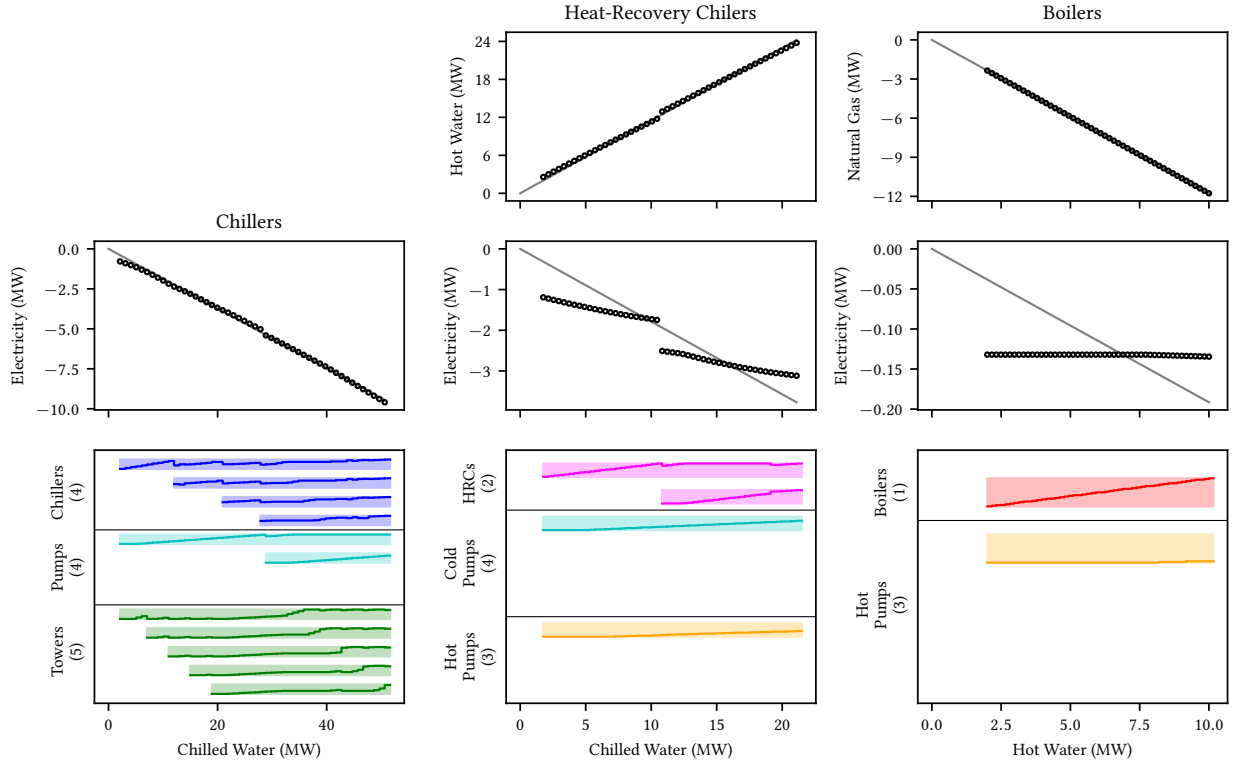 Heat-Recovery Chilers
Boilers
Hot Water (MW)
24
18
12
6
0
Natural Gas (MW)
0
−3
−6
−9
−12
Chillers
Electricity (MW)
0.0
−2.5
−5.0
−7.5
−10.0
Electricity (MW)
0
−1
−2
−3
Electricity (MW)
0.00
−0.05
−0.10
−0.15
−0.20
Chillers
(4)
Pumps
(4)
Towers
(5)
0
20
40
Chilled Water (MW)
HRCs
(2)
Cold
Pumps
(4)
Hot
Pumps
(3)
0
5
10
15
20
Chilled Water (MW)
Boilers
(1)
Hot
Pumps
(3)
0.0
2.5
5.0
7.5
10.0
Hot Water (MW)